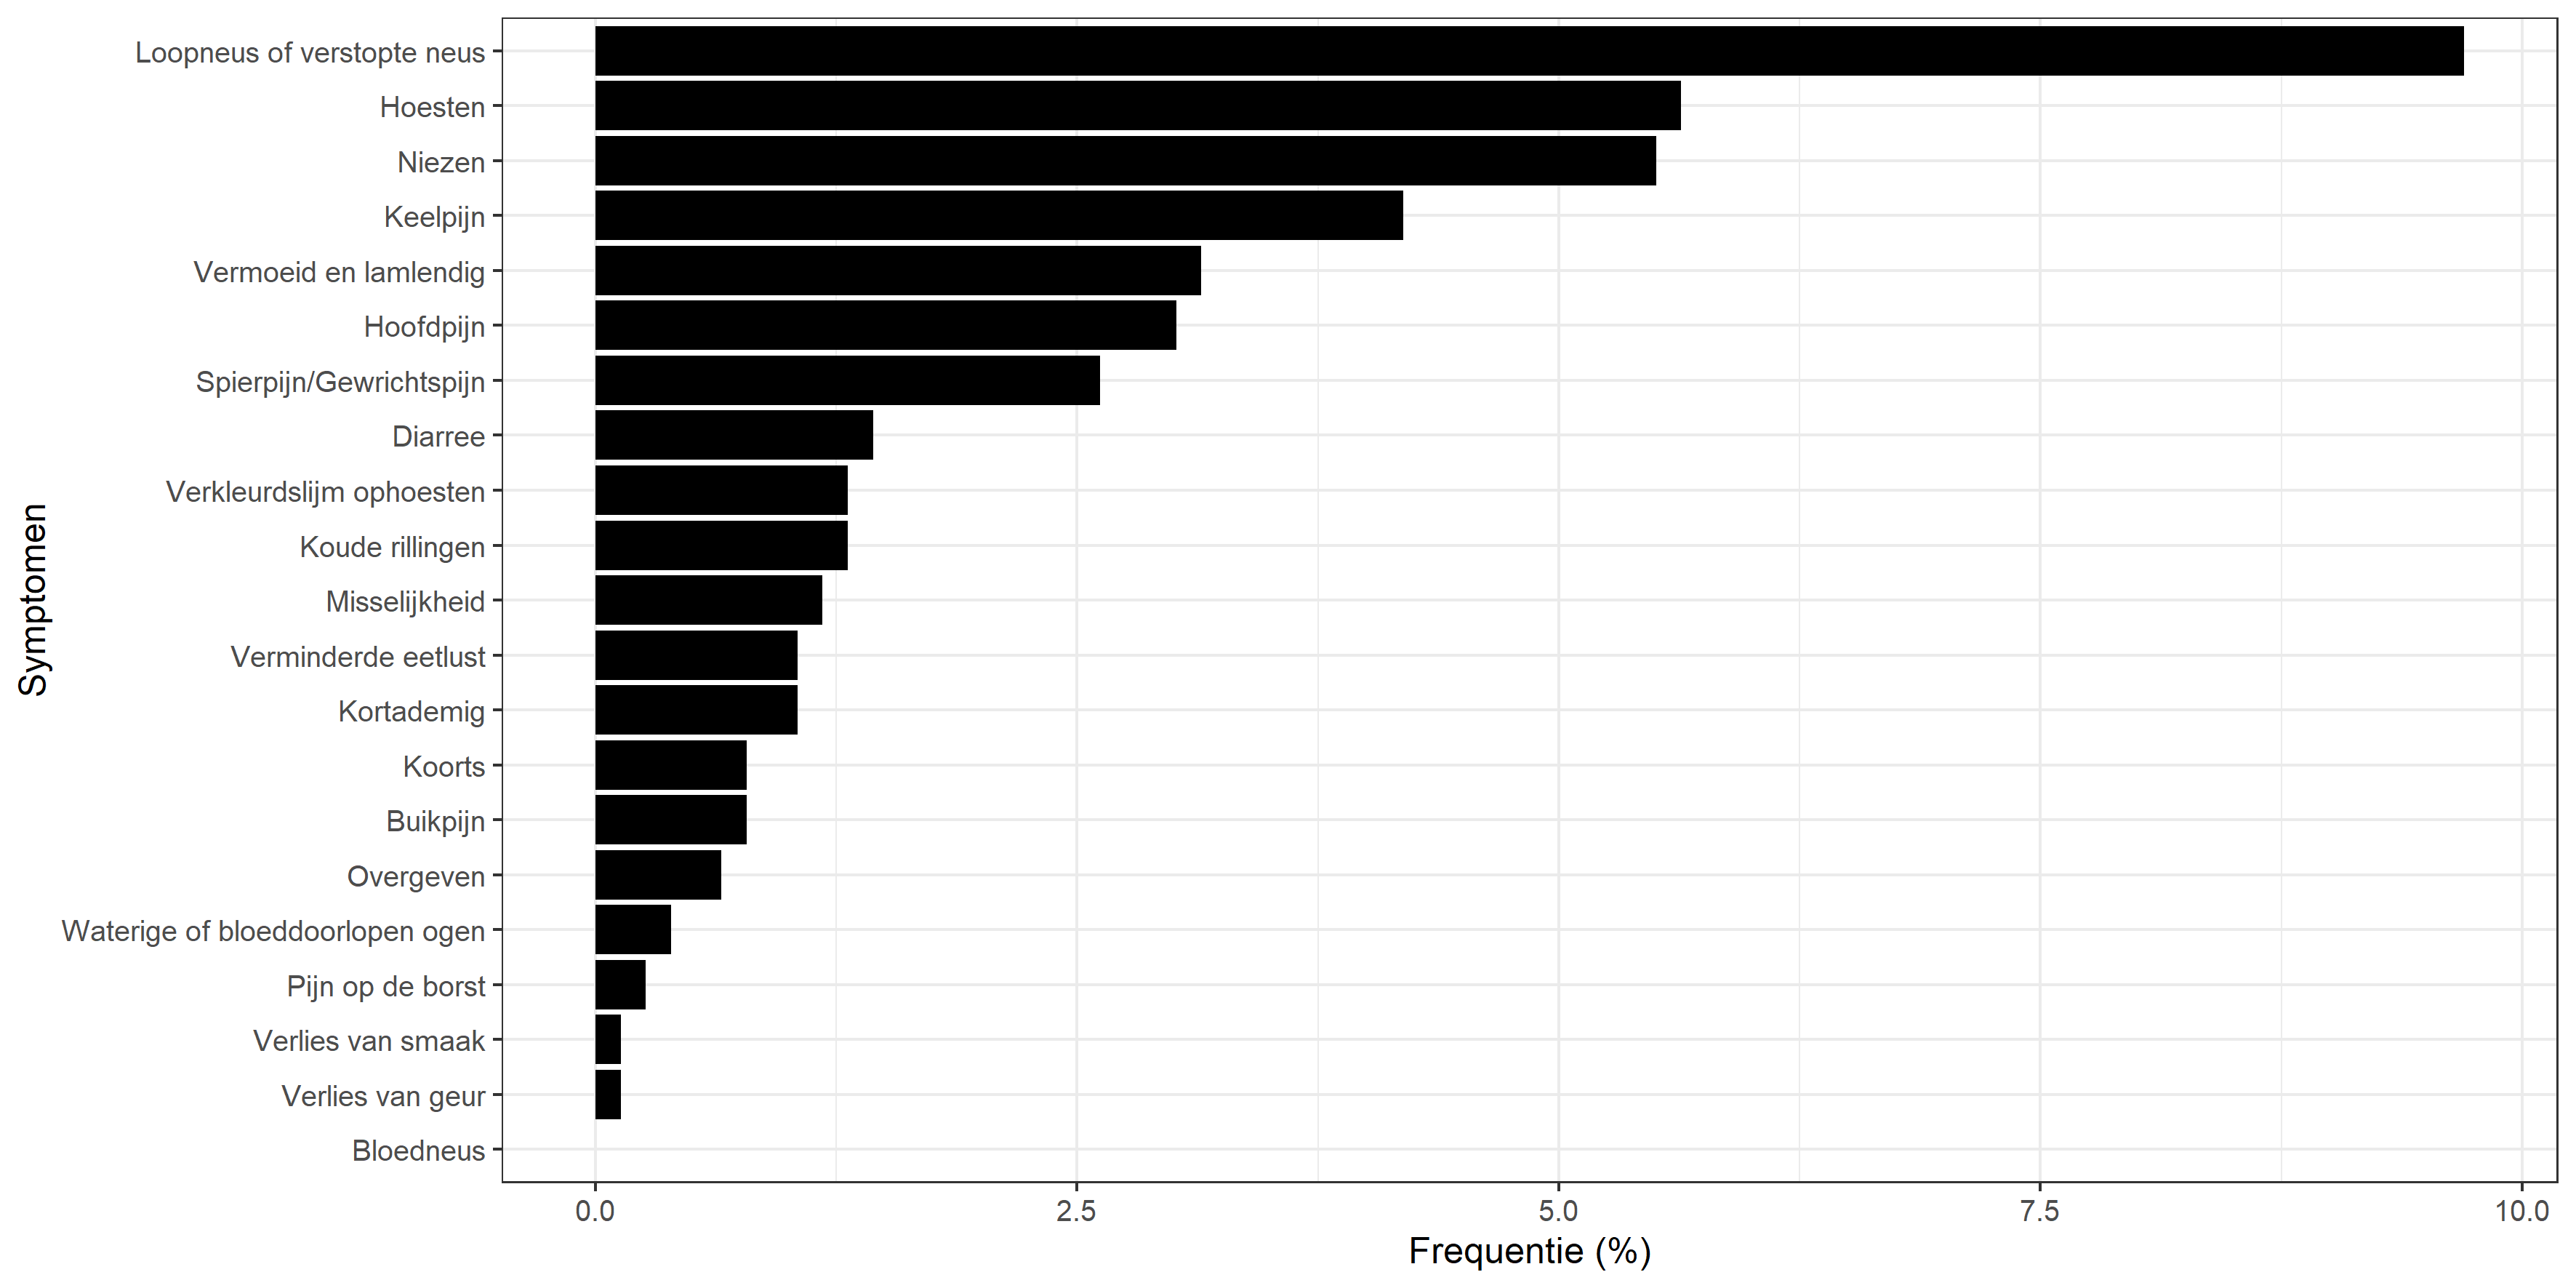 Symptomen
Loopneus of verstopte neus
Hoesten
Niezen
Keelpijn
Vermoeid en lamlendig
Hoofdpijn
Spierpijn/Gewrichtspijn
Diarree
Verkleurdslijm ophoesten
Koude rillingen
Misselijkheid
Verminderde eetlust
Kortademig
Koorts
Buikpijn
Overgeven
Waterige of bloeddoorlopen ogen
Pijn op de borst
Verlies van smaak
Verlies van geur
Bloedneus
0.0 2.5 5.0 7.5 10.0
Frequentie (%)